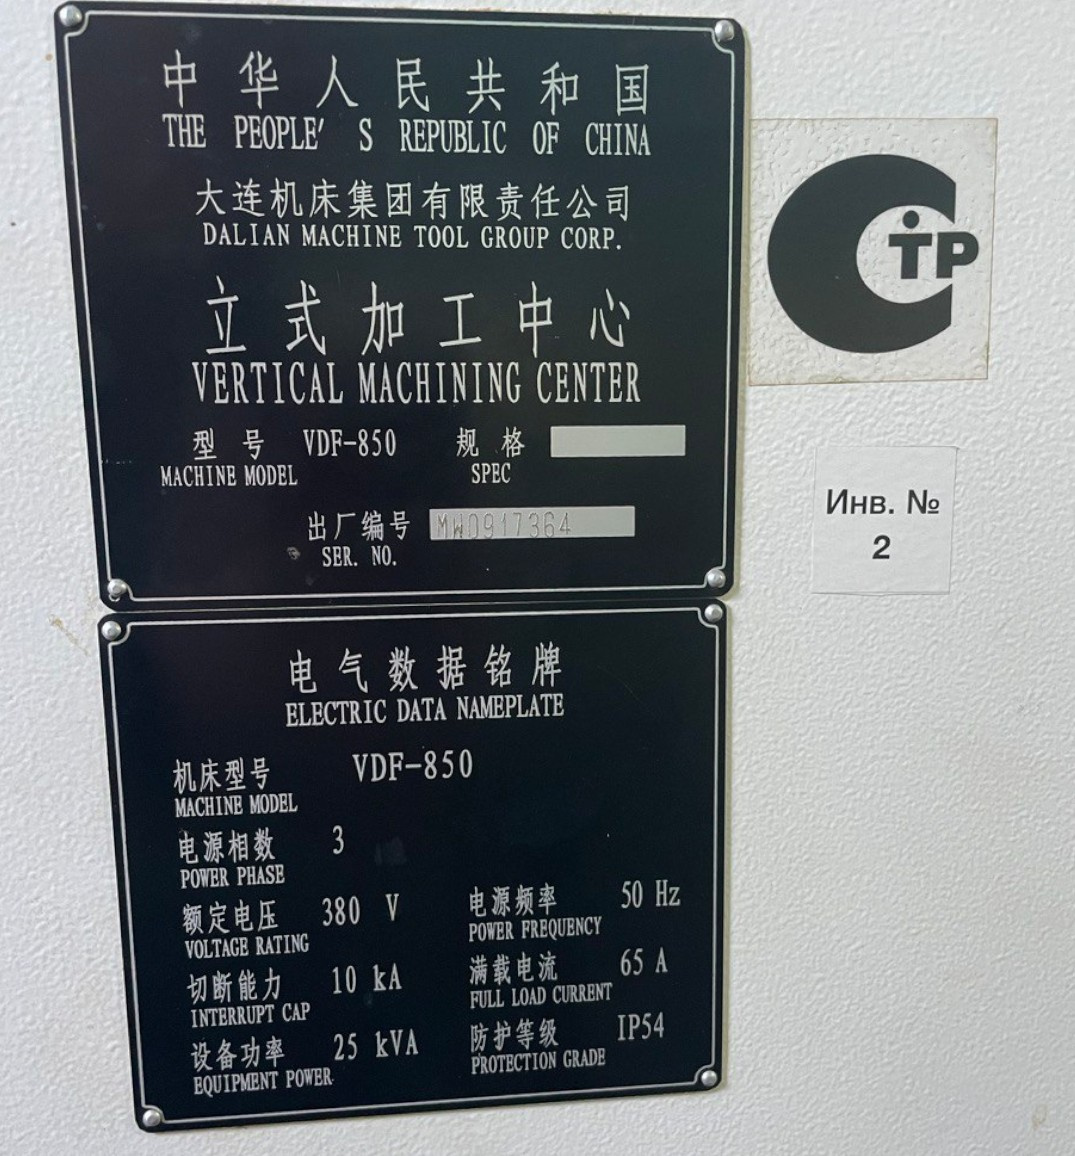 中华人民共和国
THE PEOPLE' S REPUBLIC OF CHINA
大连机床集团有限责任公司
DALIAN MACHINE TOOL GROUP CORP.
立式加工中心
VERTICAL MACHINING CENTER
型号 VDF-850 规格
MACHINE MODEL SPEC
出厂编号 MW0917364
SER. NO.
СТР
Инв. №
2
电气数据铭牌
ELECTRIC DATA NAMEPLATE
机床型号 VDF-850
MACHINE MODEL
电源相数 3
POWER PHASE
额定电压 380 V 电源频率 50 Hz
VOLTAGE RATING POWER FREQUENCY
切断能力 10 kA 满载电流 65 A
INTERRUPT CAP FULL LOAD CURRENT
设备功率 25 kVA 防护等级 IP54
EQUIPMENT POWER PROTECTION GRADE